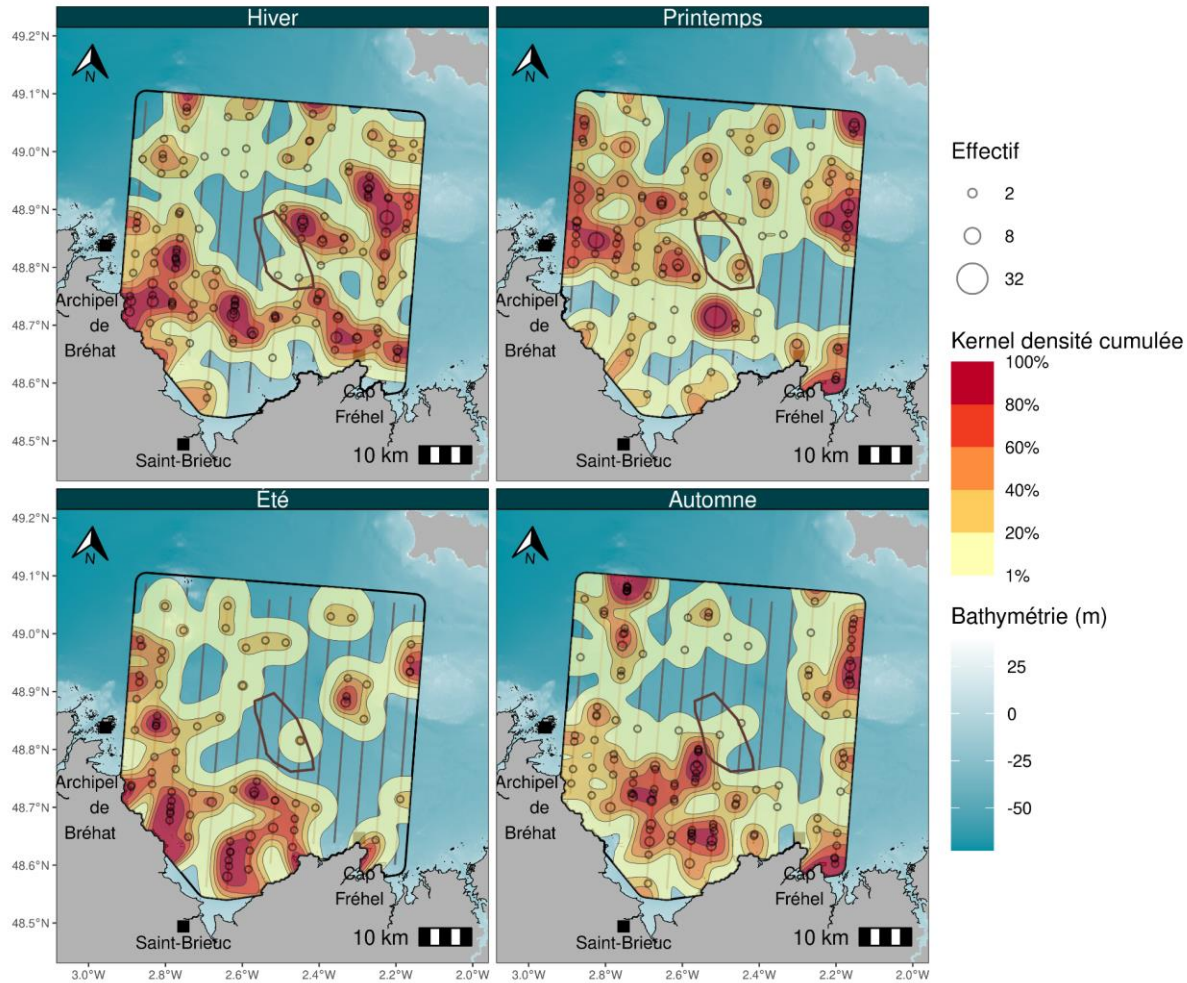 Hiver
Printemps
49.2°N
49.1°N
49.0°N
48.9°N
48.8°N
48.7°N
48.6°N
48.5°N
N
Archipel
de
Bréhat
Cap
Fréhel
Saint-Brieuc
10 km
N
Archipel
de
Bréhat
Cap
Fréhel
Saint-Brieuc
10 km
Été
Automne
49.2°N
49.1°N
49.0°N
48.9°N
48.8°N
48.7°N
48.6°N
48.5°N
N
Archipel
de
Bréhat
Cap
Fréhel
Saint-Brieuc
10 km
N
Archipel
de
Bréhat
Cap
Fréhel
Saint-Brieuc
10 km
3.0°W 2.8°W 2.6°W 2.4°W 2.2°W 2.0°W
3.0°W 2.8°W 2.6°W 2.4°W 2.2°W 2.0°W
Effectif
2
8
32
Kernel densité cumulée
100%
80%
60%
40%
20%
1%
Bathymétrie (m)
25
0
-25
-50